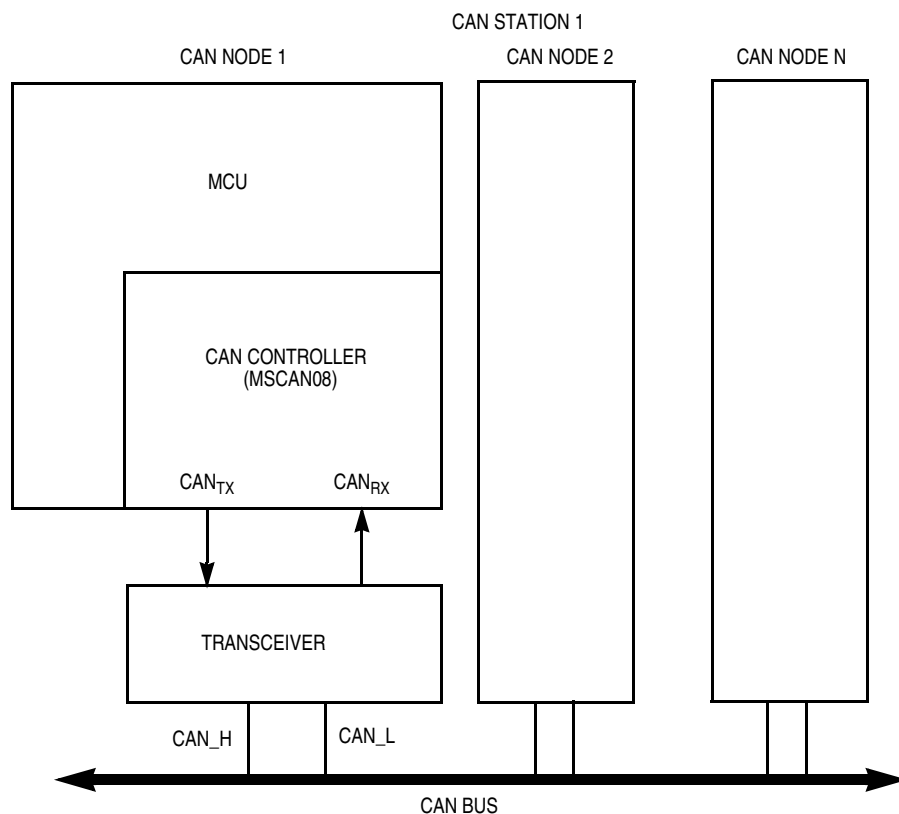 CAN STATION 1
CAN NODE 1
CAN NODE 2
CAN NODE N
MCU
CAN CONTROLLER
(MSCAN08)
CANTX
CANRX
TRANSCEIVER
CAN_H
CAN_L
CAN BUS